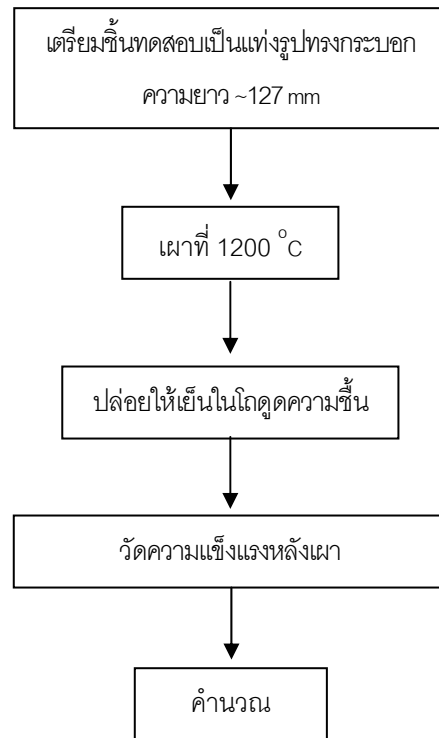 เตรียมชิ้นทดสอบเป็นแท่งรูปทรงกระบอก
ความยาว ~127 mm
เผาที่ 1200 °C
ปล่อยให้เย็นในโถดูดความชื้น
วัดความแข็งแรงหลังเผา
คำนวณ